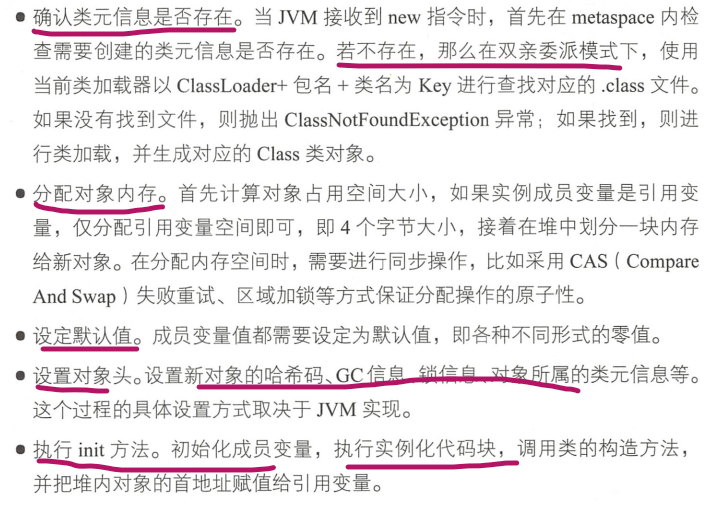 ● 确认类元信息是否存在。当 JVM 接收到 new 指令时，首先在 metaspace 内检
查需要创建的类元信息是否存在。若不存在，那么在双亲委派模式下，使用
当前类加载器以 ClassLoader+ 包名 + 类名为 Key 进行查找对应的 .class 文件。
如果没有找到文件，则抛出 ClassNotFoundException 异常；如果找到，则进
行类加载，并生成对应的 Class 类对象。
● 分配对象内存。首先计算对象占用空间大小，如果实例成员变量是引用变
量，仅分配引用变量空间即可，即 4 个字节大小，接着在堆中划分一块内存
给新对象。在分配内存空间时，需要进行同步操作，比如采用 CAS（ Compare
And Swap ）失败重试、区域加锁等方式保证分配操作的原子性。
● 设定默认值。成员变量值都需要设定为默认值，即各种不同形式的零值。
● 设置对象头。设置新对象的哈希码、GC 信息、锁信息、对象所属的类元信息等。
这个过程的具体设置方式取决于 JVM 实现。
● 执行 init 方法。初始化成员变量，执行实例化代码块，调用类的构造方法，
并把堆内对象的首地址赋值给引用变量。